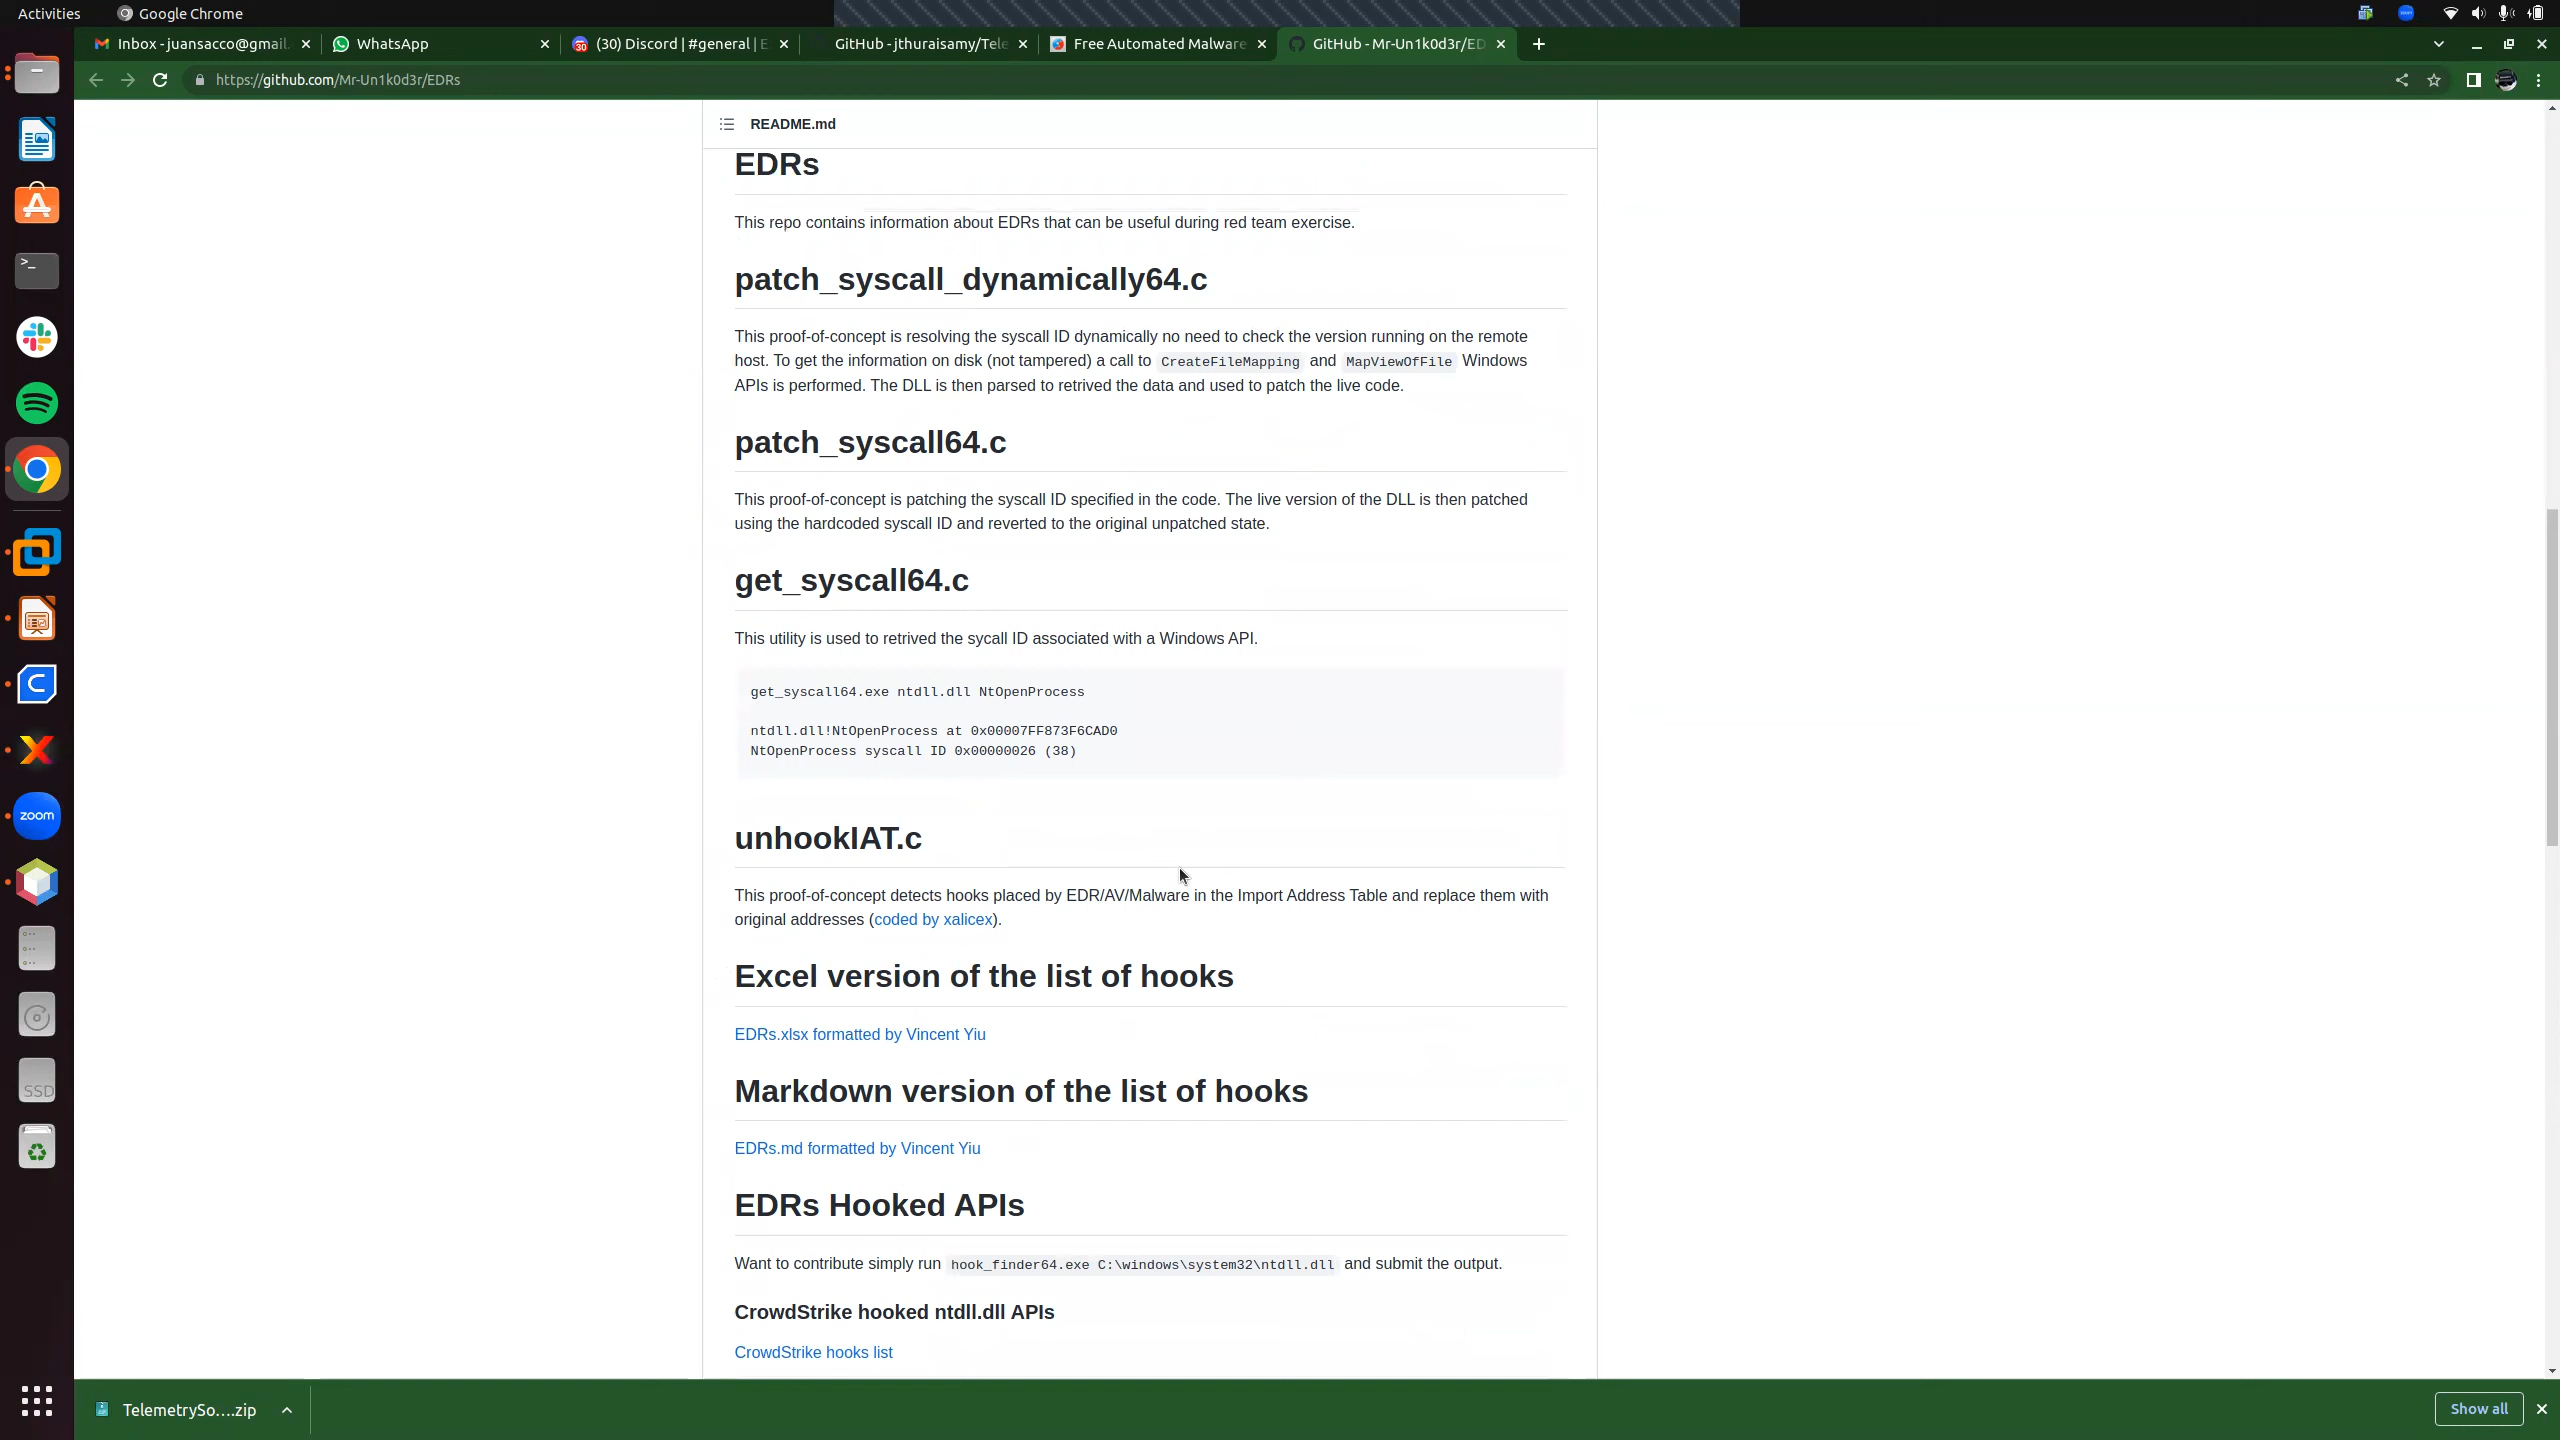 Activities
Google Chrome
Inbox - juansacco@gmail.
WhatsApp
(30) Discord | #general | E
GitHub - jthuraisamy/Tele
Free Automated Malware
GitHub - Mr-Un1k0d3r/ED
https://github.com/Mr-Un1k0d3r/EDRs
README.md
EDRs
This repo contains information about EDRs that can be useful during red team exercise.
patch_syscall_dynamically64.c
This proof-of-concept is resolving the syscall ID dynamically no need to check the version running on the remote
host. To get the information on disk (not tampered) a call to CreateFileMapping and MapViewOfFile Windows
APIs is performed. The DLL is then parsed to retrived the data and used to patch the live code.
patch_syscall64.c
This proof-of-concept is patching the syscall ID specified in the code. The live version of the DLL is then patched
using the hardcoded syscall ID and reverted to the original unpatched state.
get_syscall64.c
This utility is used to retrived the sycall ID associated with a Windows API.
get_syscall64.exe ntdll.dll NtOpenProcess
ntdll.dll!NtOpenProcess at 0x00007FF873F6CAD0
NtOpenProcess syscall ID 0x00000026 (38)
unhookIAT.c
This proof-of-concept detects hooks placed by EDR/AV/Malware in the Import Address Table and replace them with
original addresses (coded by xalicex).
Excel version of the list of hooks
EDRs.xlsx formatted by Vincent Yiu
Markdown version of the list of hooks
EDRs.md formatted by Vincent Yiu
EDRs Hooked APIs
Want to contribute simply run hook_finder64.exe C:\windows\system32\ntdll.dll and submit the output.
CrowdStrike hooked ntdll.dll APIs
CrowdStrike hooks list
zoom
SSD
TelemetrySo....zip
Show all